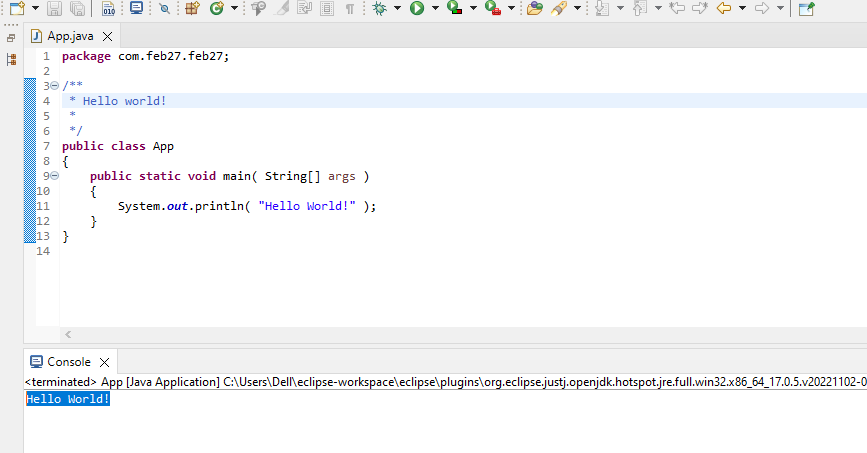 App.java
1 package com.feb27.feb27;
2
3 /**
4 * Hello world!
5 *
6 */
7 public class App
8 {
9 public static void main( String[] args )
10 {
11 System.out.println( "Hello World!" );
12 }
13 }
14
Console
<terminated> App [Java Application] C:\Users\Dell\eclipse-workspace\eclipse\plugins\org.eclipse.justj.openjdk.hotspot.jre.full.win32.x86_64_17.0.5.v20221102-0
Hello World!